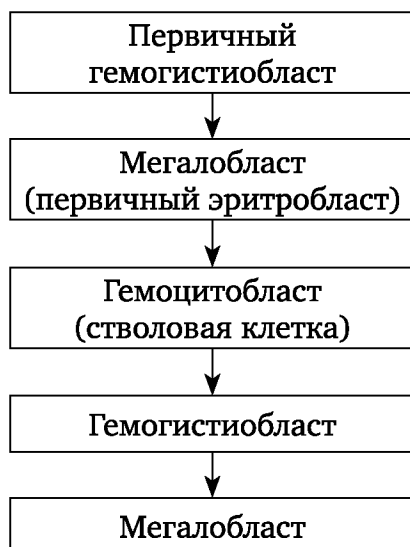 Первичный
гемогистиобласт
Мегалобласт
(первичный эритробласт)
Гемоцитобласт
(стволовая клетка)
Гемогистиобласт
Мегалобласт